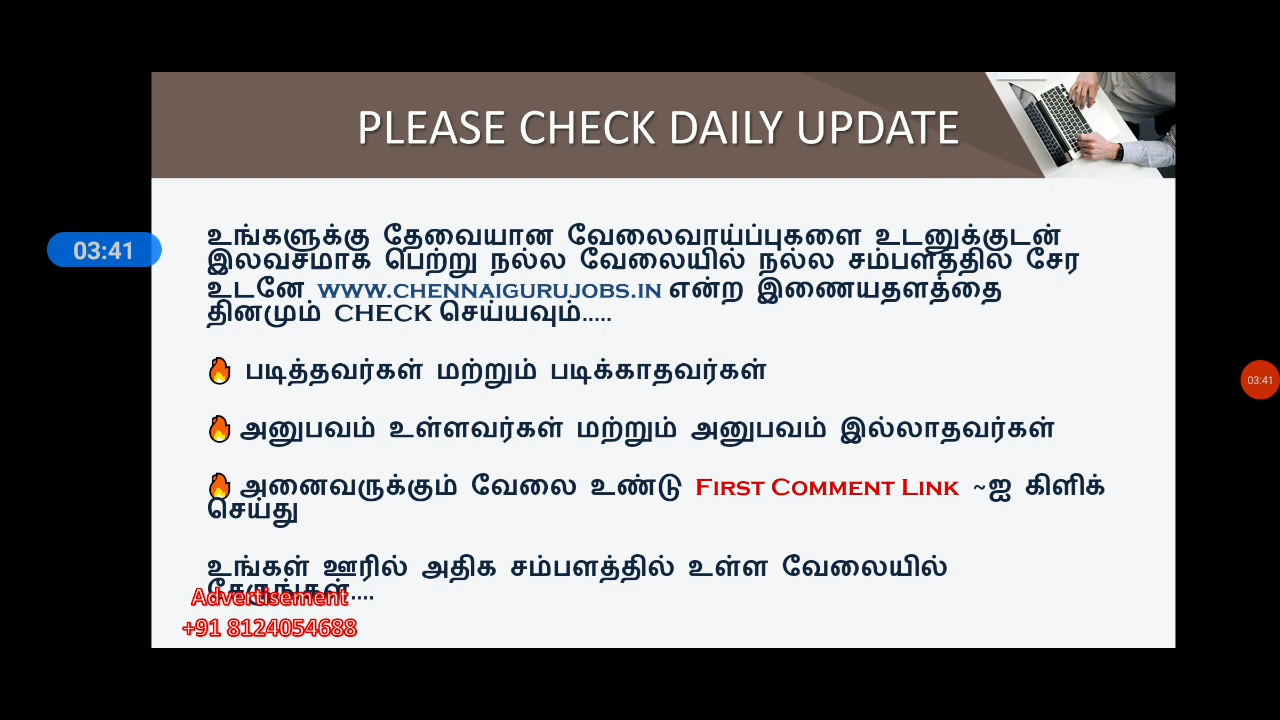 PLEASE CHECK DAILY UPDATE
03:41
உங்களுக்கு தேவையான வேலைவாய்ப்புகளை உடனுக்குடன்
இலவசமாக பெற்று நல்ல வேலையில் நல்ல சம்பளத்தில் சேர
உடனே WWW.CHENNAIGURUJOBS.IN என்ற இணையதளத்தை
தினமும் CHECK செய்யவும்.....
🔥 படித்தவர்கள் மற்றும் படிக்காதவர்கள்
03:41
🔥 அனுபவம் உள்ளவர்கள் மற்றும் அனுபவம் இல்லாதவர்கள்
🔥 அனைவருக்கும் வேலை உண்டு FIRST COMMENT LINK ~ஐ கிளிக்
செய்து
உங்கள் ஊரில் அதிக சம்பளத்தில் உள்ள வேலையில்
சேருங்கள்....
Advertisement
+91 8124054688